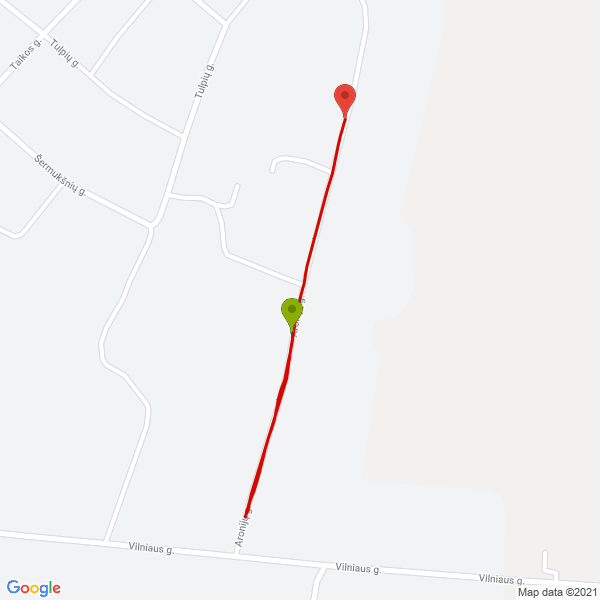 Taikos g.
Tulpių g.
Tulpių g.
Šermukšnių g.
Aronijų g.
Vilniaus g.
Vilniaus g.
Vilniaus g.
Google
Map data ©2021